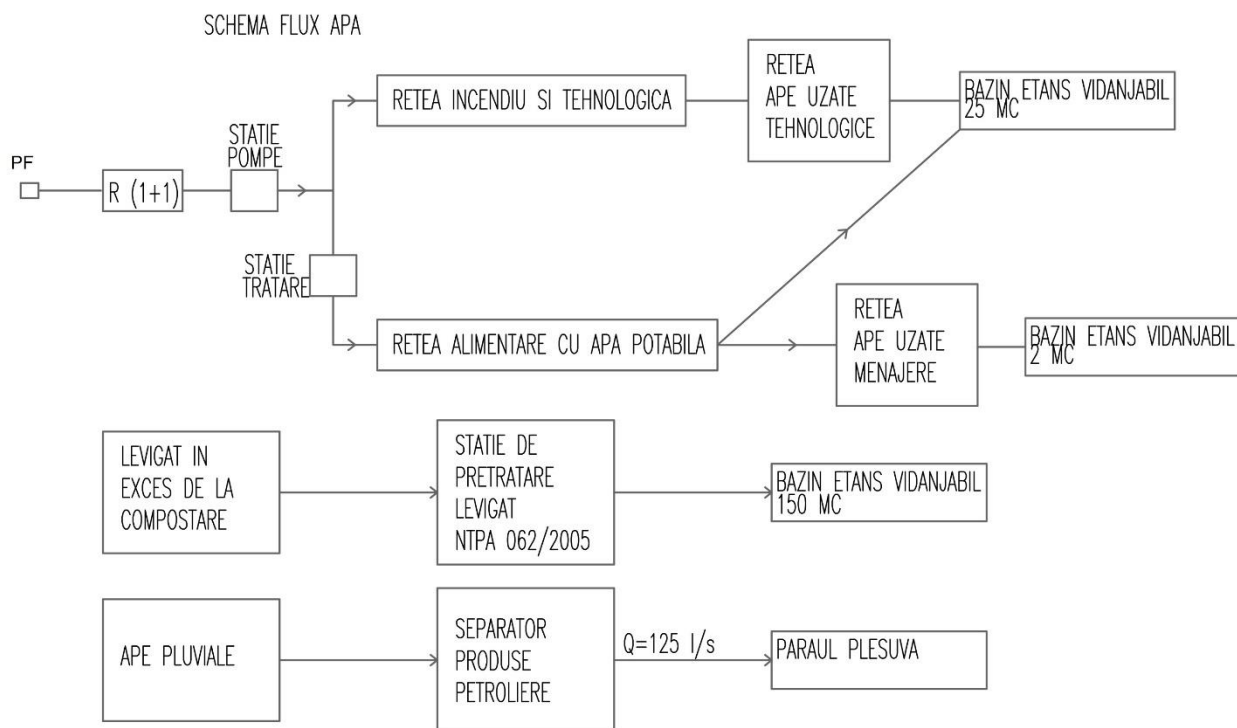 SCHEMA FLUX APA
PF
R (1+1)
STATIE
POMPE
STATIE
TRATARE
RETEA INCENDIU SI TEHNOLOGICA
RETEA
APE UZATE
TEHNOLOGICE
BAZIN ETANS VIDANJABIL
25 MC
RETEA ALIMENTARE CU APA POTABILA
RETEA
APE UZATE
MENAJERE
BAZIN ETANS VIDANJABIL
2 MC
LEVIGAT IN
EXCES DE LA
COMPOSTARE
STATIE DE
PRETRATARE
LEVIGAT
NTPA 062/2005
BAZIN ETANS VIDANJABIL
150 MC
APE PLUVIALE
SEPARATOR
PRODUSE
PETROLIERE
Q=125 l/s
PARAUL PLESUVA